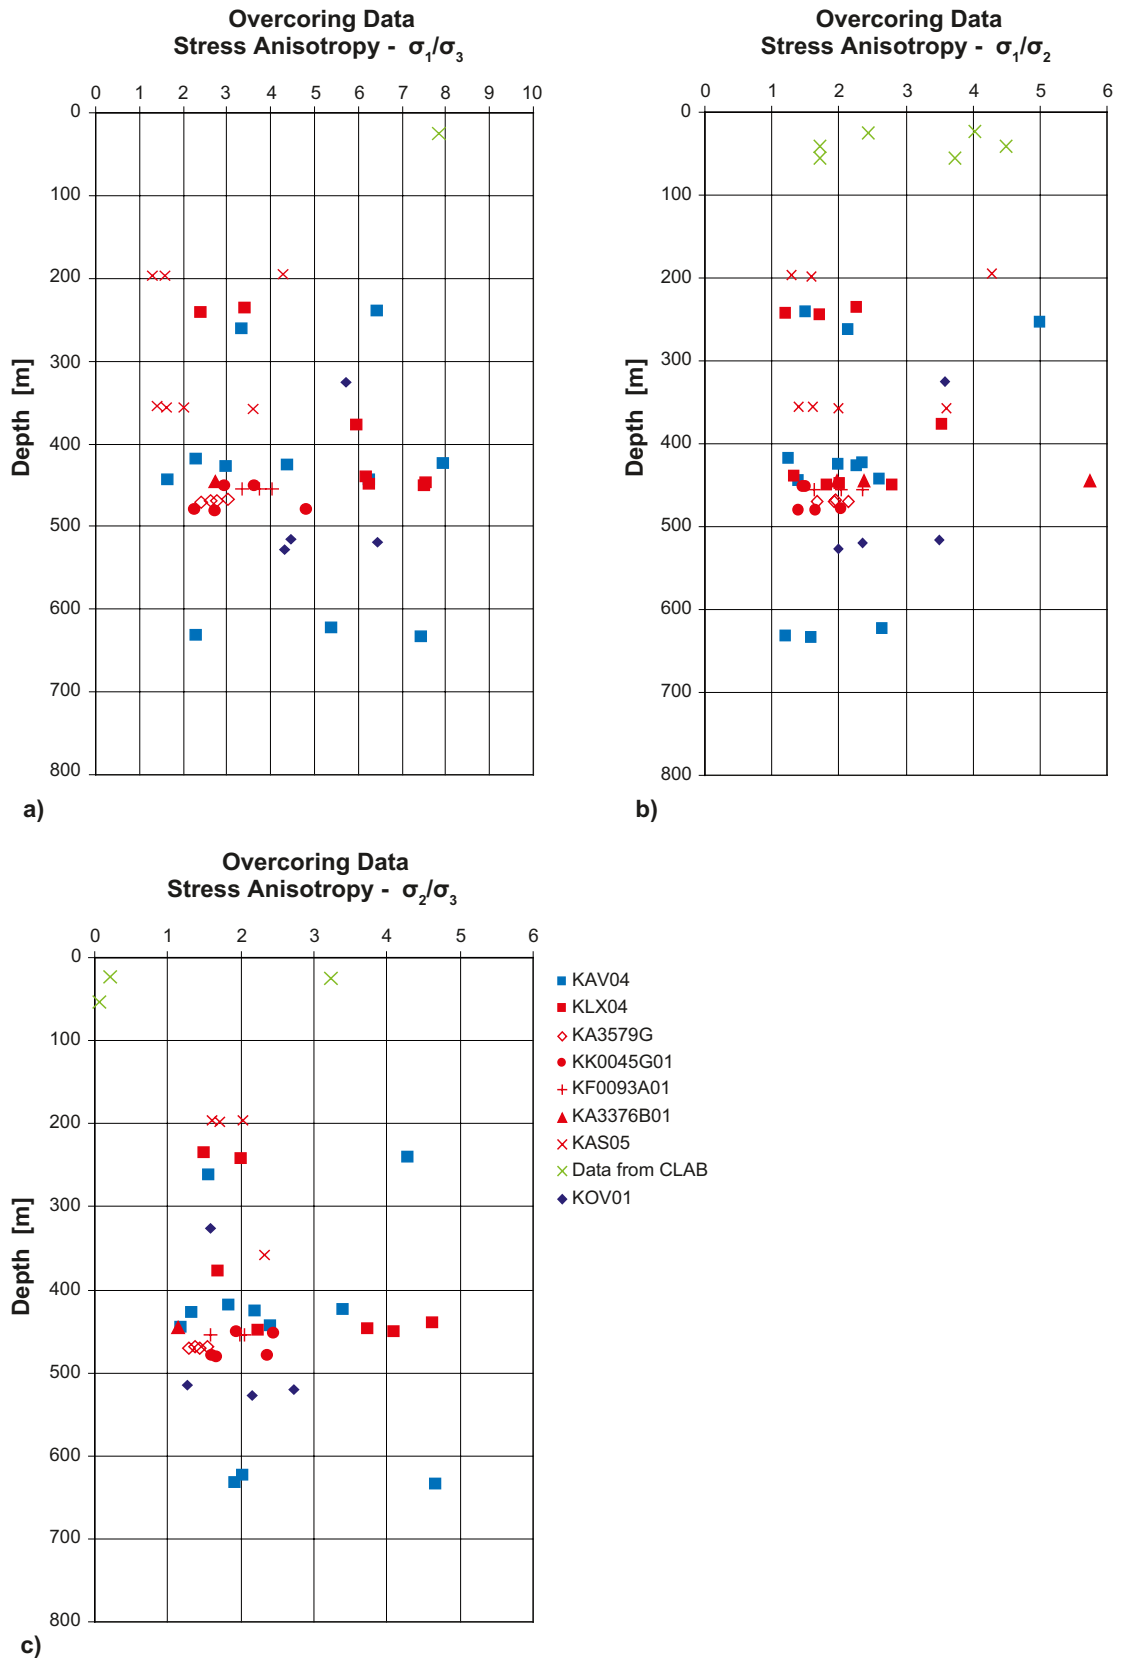 Overcoring Data
Stress Anisotropy - σ₁/σ₃
0 1 2 3 4 5 6 7 8 9 10
0
100
200
300
400
500
600
700
800
Depth [m]
a)
Overcoring Data
Stress Anisotropy - σ₁/σ₂
0 1 2 3 4 5 6
0
100
200
300
400
500
600
700
800
Depth [m]
b)
Overcoring Data
Stress Anisotropy - σ₂/σ₃
0 1 2 3 4 5 6
0
100
200
300
400
500
600
700
800
Depth [m]
KAV04
KLX04
KA3579G
KK0045G01
KF0093A01
KA3376B01
KAS05
Data from CLAB
KOV01
c)